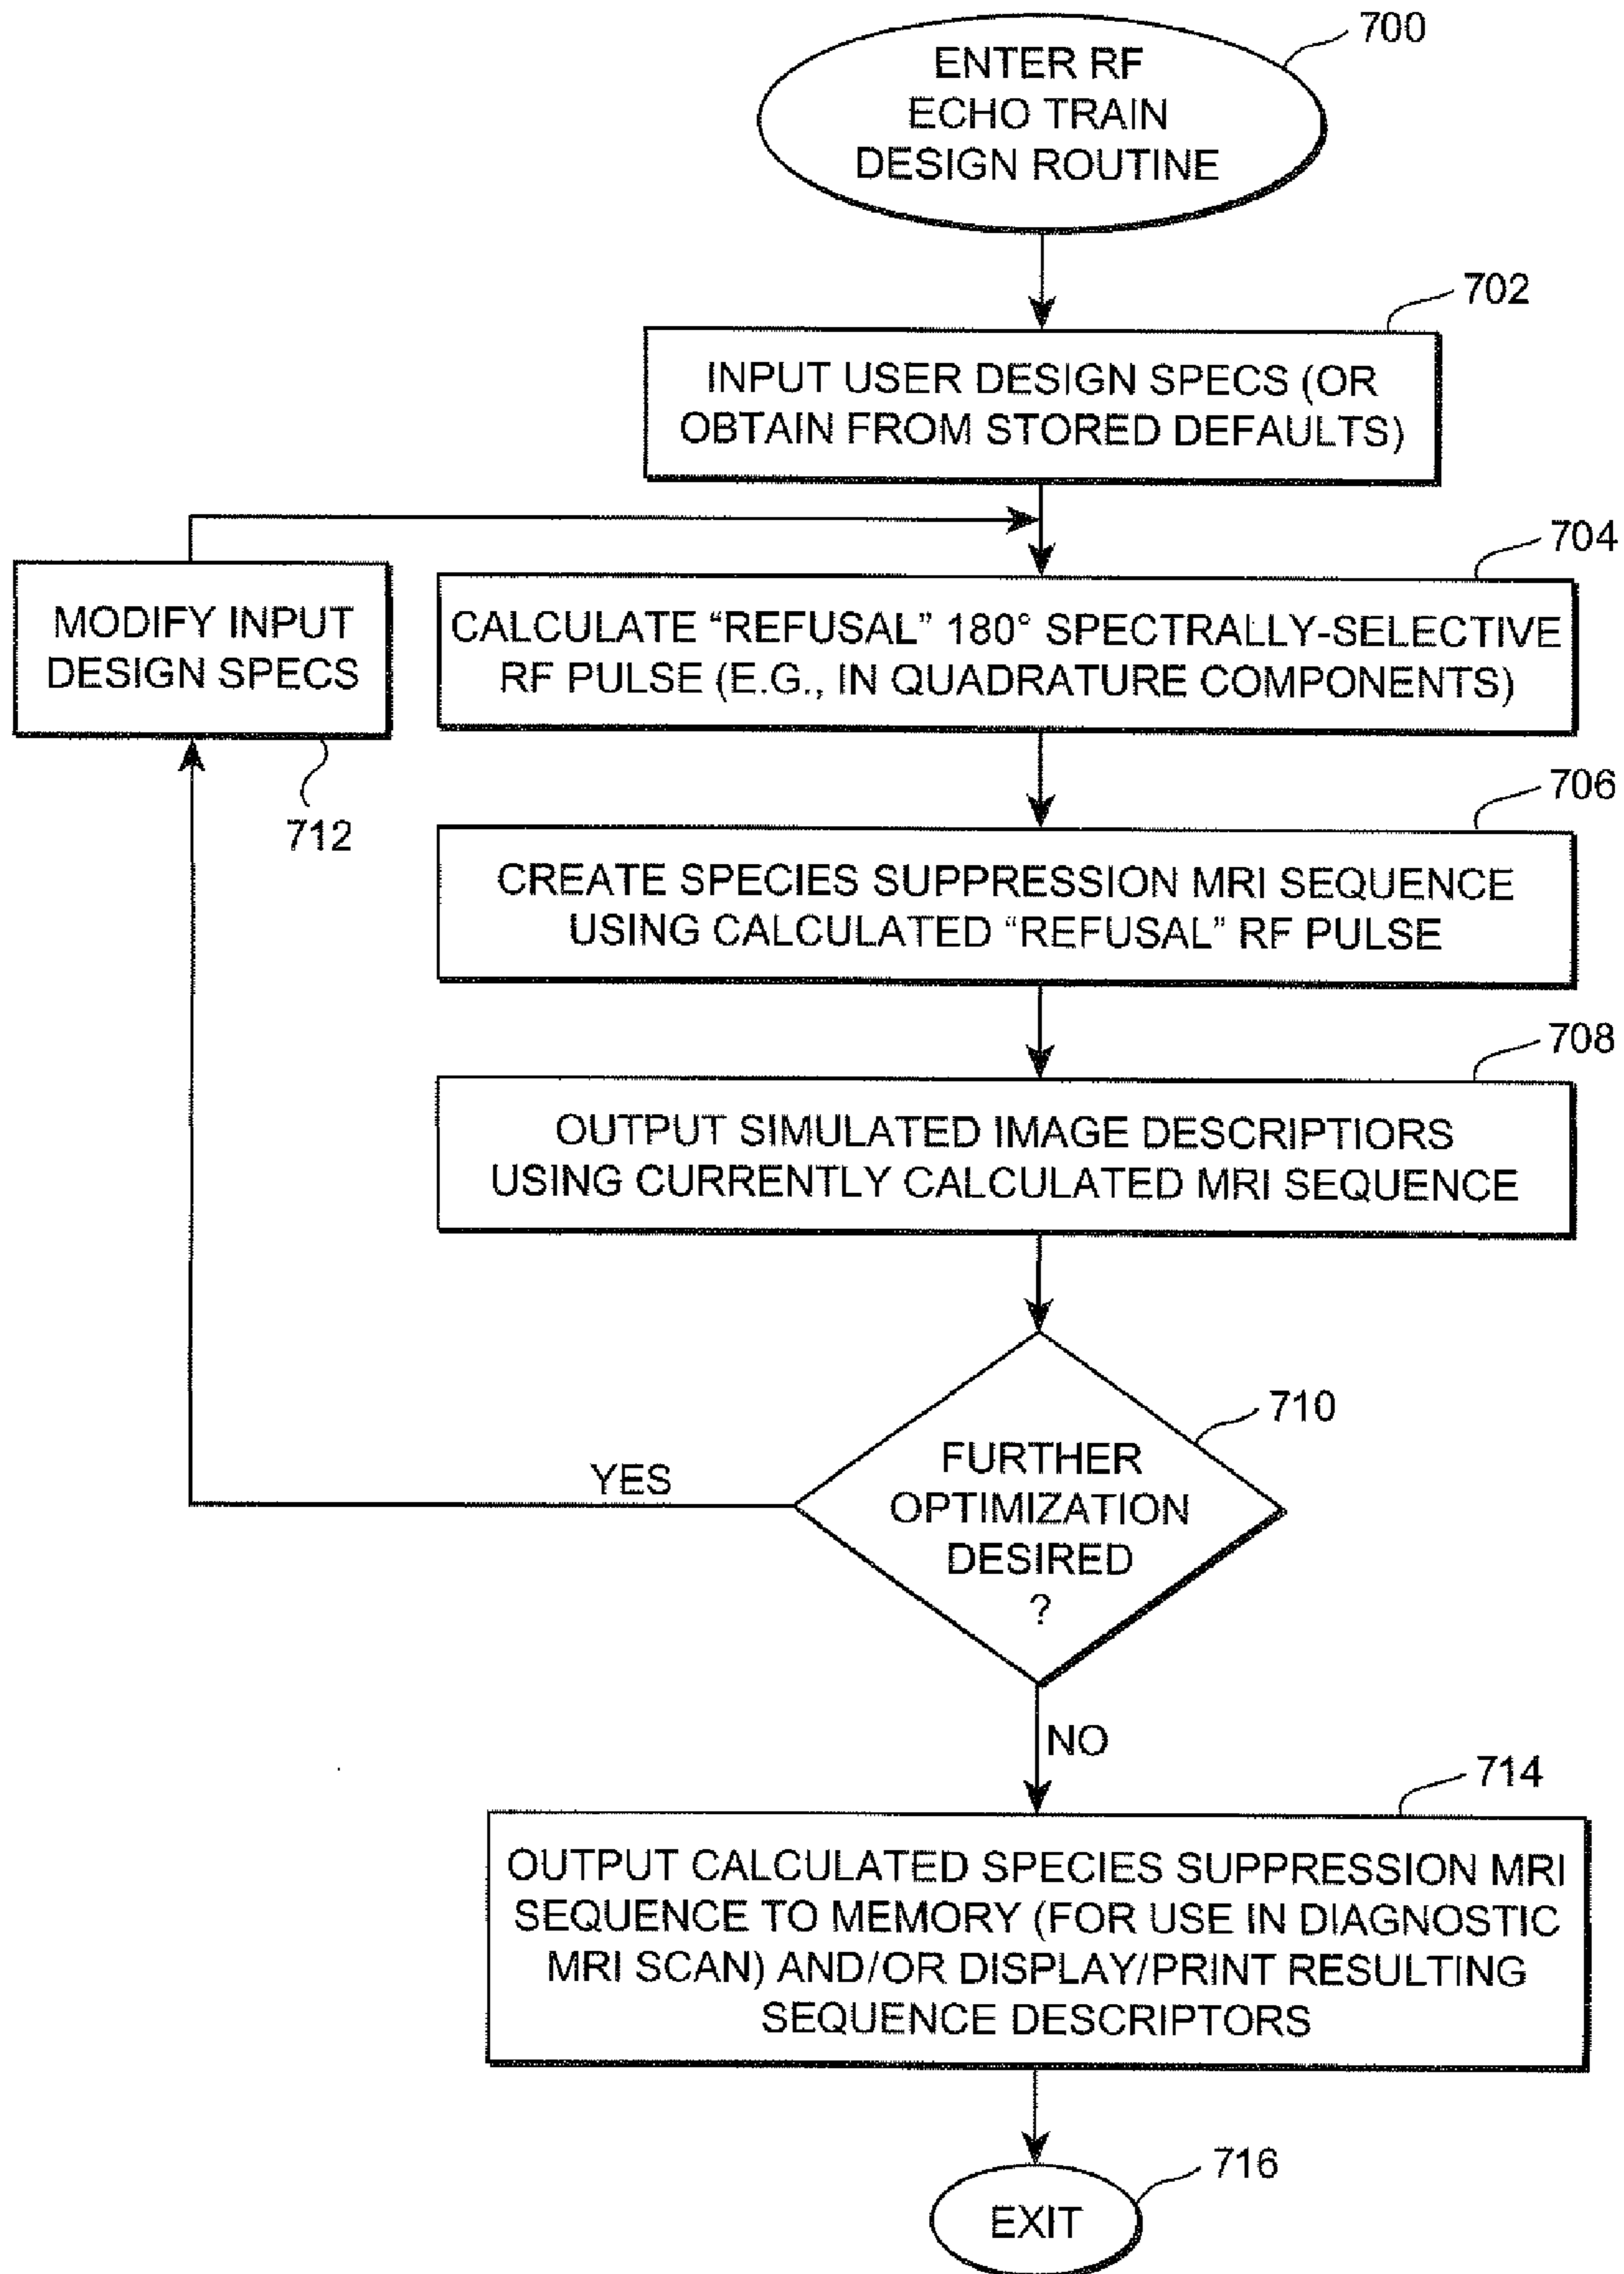 700
ENTER RF
ECHO TRAIN
DESIGN ROUTINE
702
INPUT USER DESIGN SPECS (OR
OBTAIN FROM STORED DEFAULTS)
704
MODIFY INPUT
DESIGN SPECS
712
CALCULATE “REFUSAL” 180° SPECTRALLY-SELECTIVE
RF PULSE (E.G., IN QUADRATURE COMPONENTS)
706
CREATE SPECIES SUPPRESSION MRI SEQUENCE
USING CALCULATED “REFUSAL” RF PULSE
708
OUTPUT SIMULATED IMAGE DESCRIPTIORS
USING CURRENTLY CALCULATED MRI SEQUENCE
710
FURTHER
OPTIMIZATION
DESIRED
?
YES
NO
714
OUTPUT CALCULATED SPECIES SUPPRESSION MRI
SEQUENCE TO MEMORY (FOR USE IN DIAGNOSTIC
MRI SCAN) AND/OR DISPLAY/PRINT RESULTING
SEQUENCE DESCRIPTORS
716
EXIT